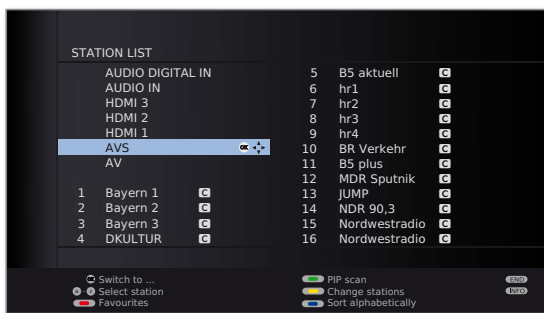 STATION LIST
AUDIO DIGITAL IN
AUDIO IN
HDMI 3
HDMI 2
HDMI 1
AVS OK
AV
1 Bayern 1 C
2 Bayern 2 C
3 Bayern 3 C
4 DKULTUR C
5 B5 aktuell C
6 hr1 C
7 hr2 C
8 hr3 C
9 hr4 C
10 BR Verkehr C
11 B5 plus C
12 MDR Sputnik C
13 JUMP C
14 NDR 90,3 C
15 Nordwestradio C
16 Nordwestradio C
OK Switch to ...
Select station
Favourites
PIP scan
Change stations
Sort alphabetically
END
INFO